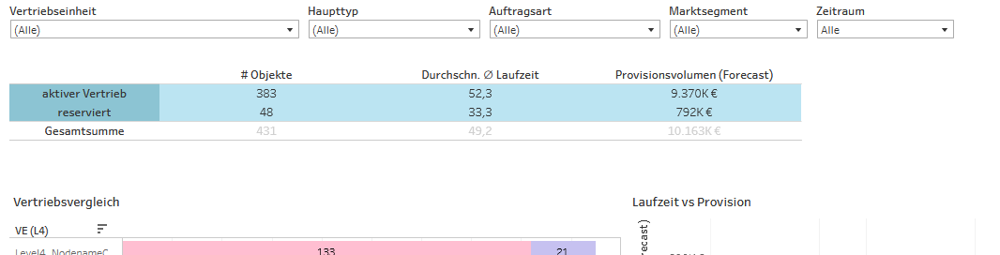 Vertriebseinheit Haupttyp Auftragsart Marktsegment Zeitraum
(Alle) (Alle) (Alle) (Alle) Alle
# Objekte Durchschn. Ø Laufzeit Provisionsvolumen (Forecast)
aktiver Vertrieb 383 52,3 9.370K €
reserviert 48 33,3 792K €
Gesamtsumme 431 49,2 10.163K €
Vertriebsvergleich Laufzeit vs Provision
VE (L4)
Level4_NodenameC 133 21
ecast)